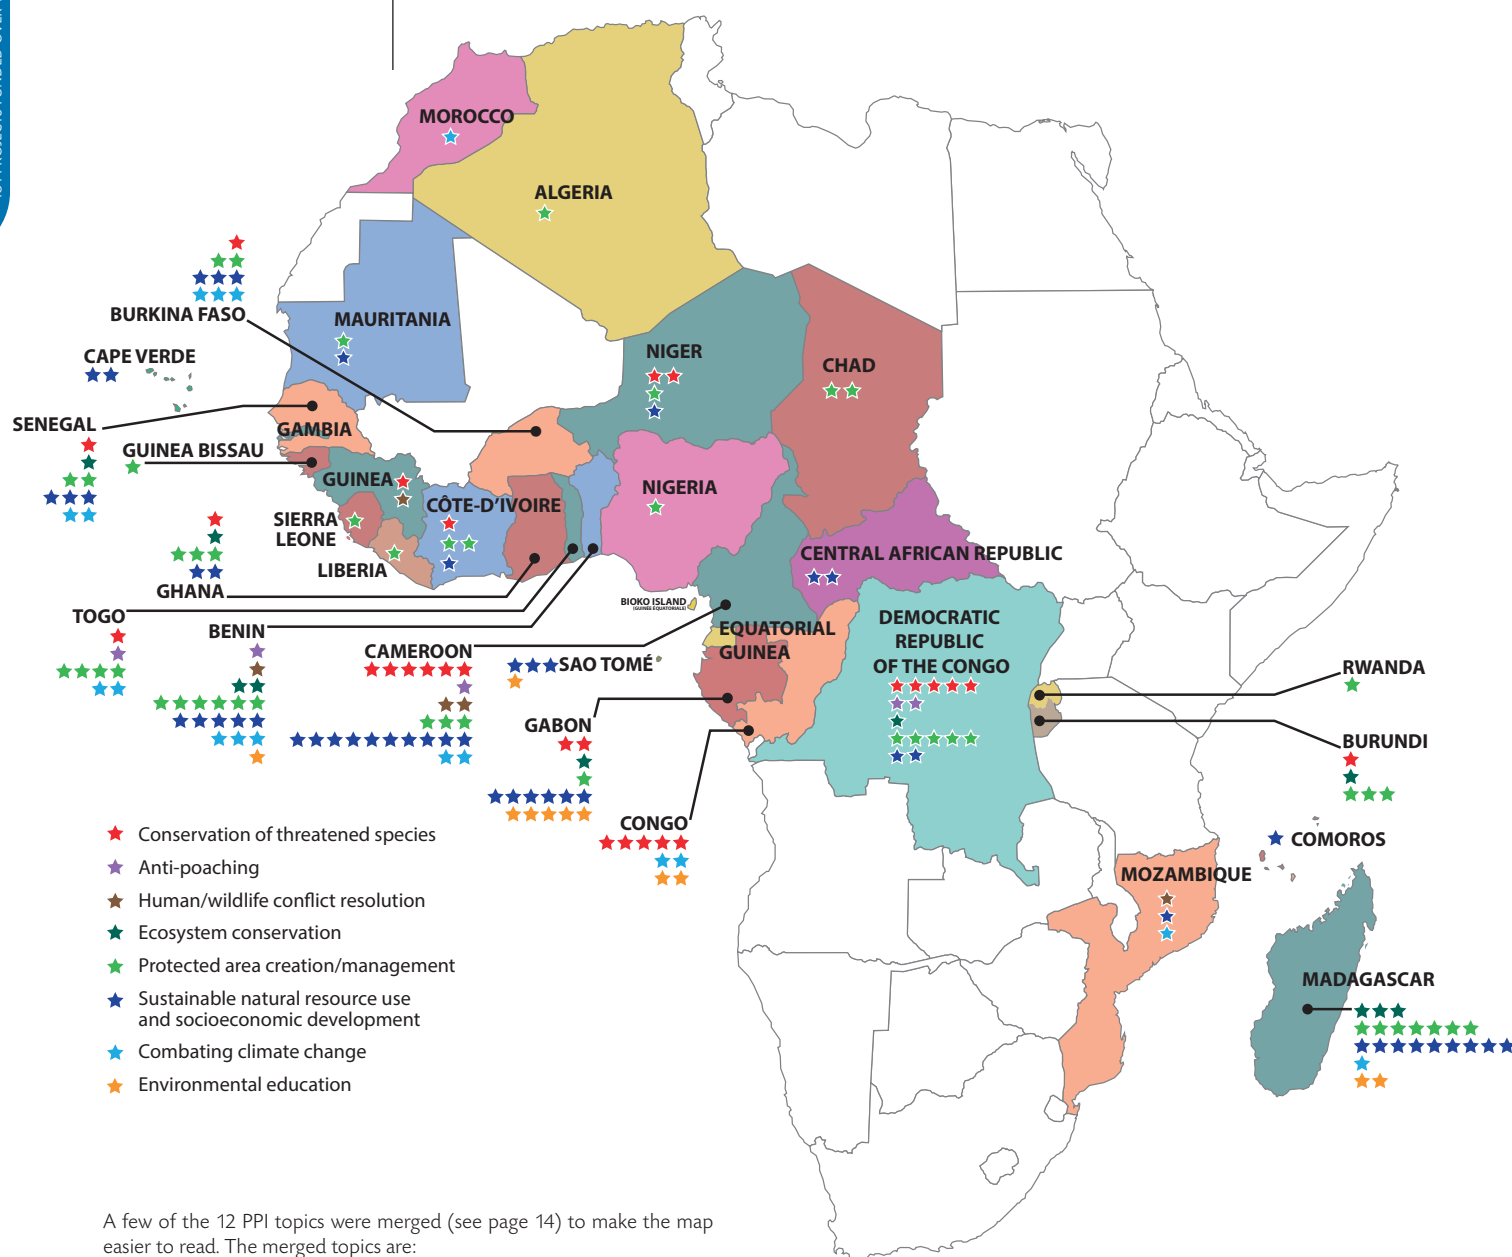 MOROCCO
ALGERIA
BURKINA FASO
MAURITANIA
CAPE VERDE
NIGER
CHAD
SENEGAL
GAMBIA
GUINEA BISSAU
GUINEA
NIGERIA
CÔTE-D'IVOIRE
SIERRA
LEONE
LIBERIA
CENTRAL AFRICAN REPUBLIC
GHANA
BIOKO ISLAND
(GUINÉE ÉQUATORIALE)
TOGO
BENIN
EQUATORIAL
GUINEA
DEMOCRATIC
REPUBLIC
OF THE CONGO
CAMEROON
SAO TOMÉ
RWANDA
GABON
BURUNDI
CONGO
COMOROS
MOZAMBIQUE
MADAGASCAR
Conservation of threatened species
Anti-poaching
Human/wildlife conflict resolution
Ecosystem conservation
Protected area creation/management
Sustainable natural resource use
and socioeconomic development
Combating climate change
Environmental education
A few of the 12 PPI topics were merged (see page 14) to make the map
easier to read. The merged topics are: